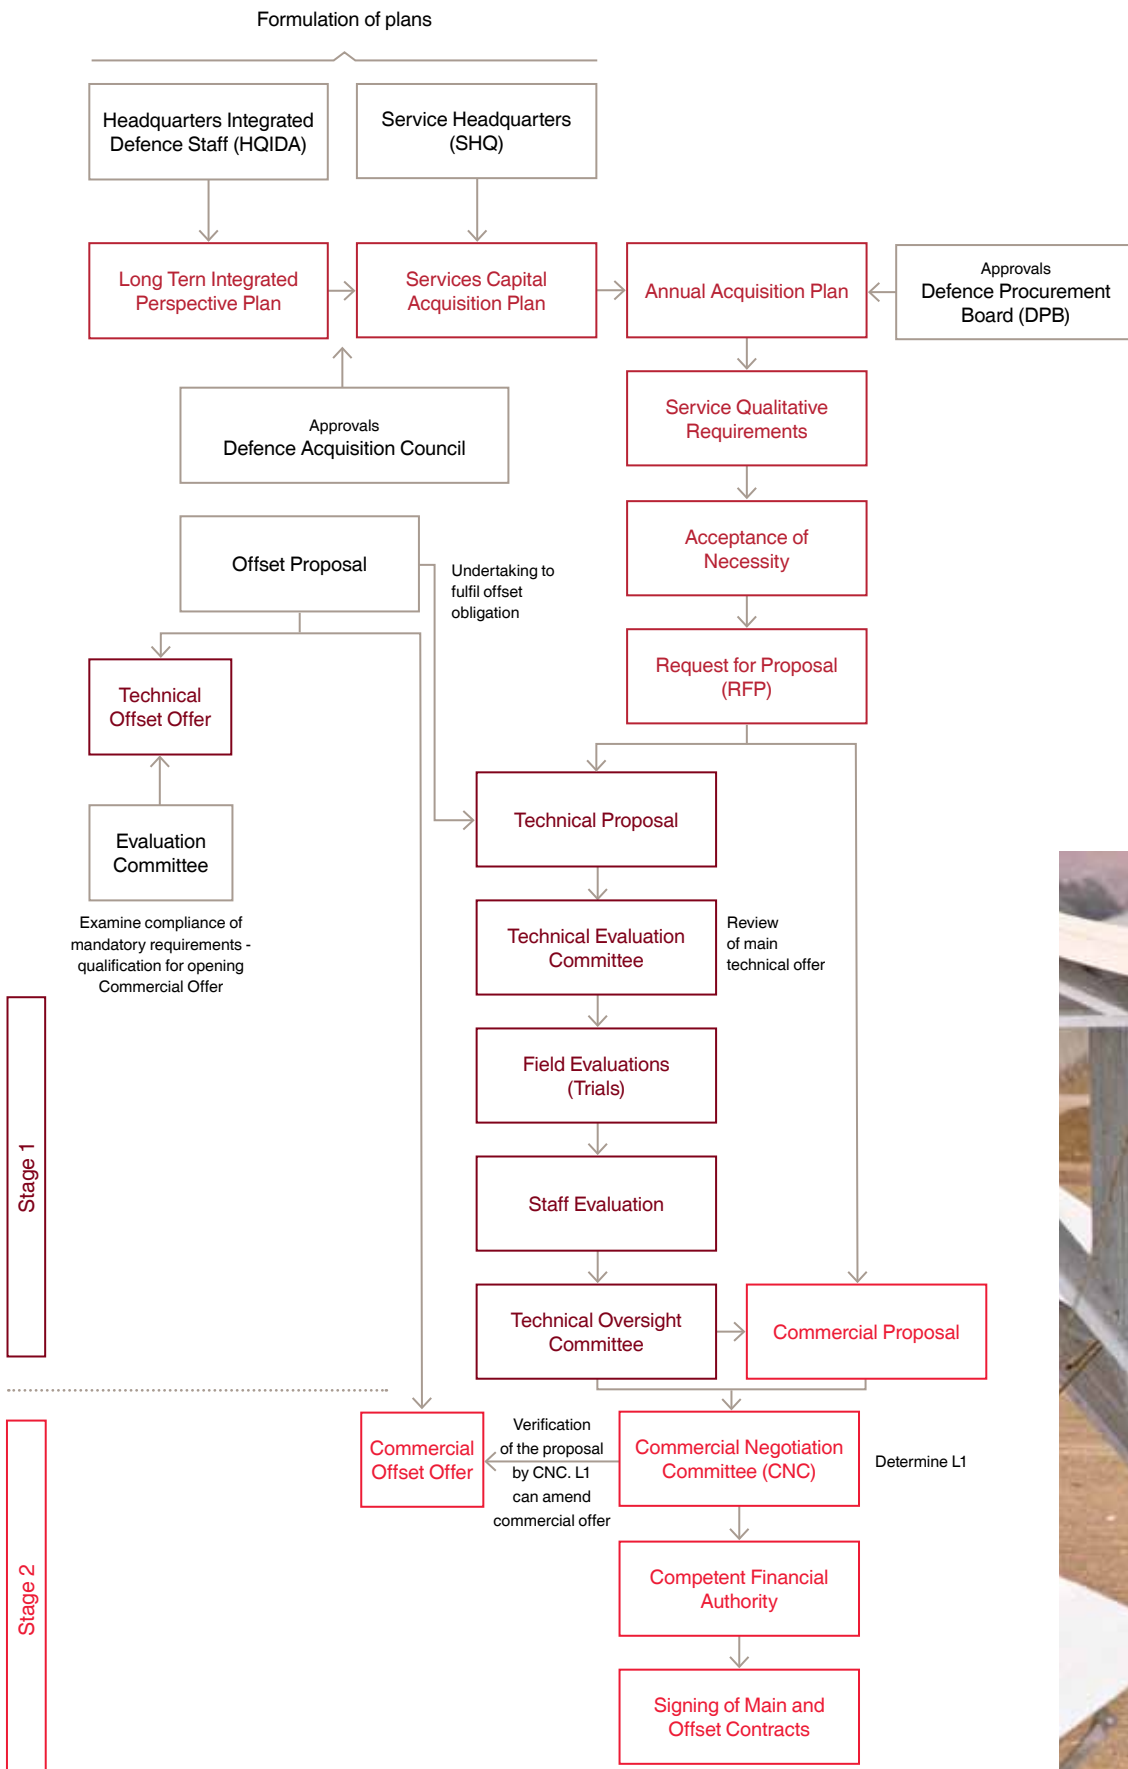 Formulation of plans
Headquarters Integrated
Defence Staff (HQIDA)
Service Headquarters
(SHQ)
Long Tern Integrated
Perspective Plan
Services Capital
Acquisition Plan
Annual Acquisition Plan
Approvals
Defence Procurement
Board (DPB)
Approvals
Defence Acquisition Council
Service Qualitative
Requirements
Acceptance of
Necessity
Offset Proposal
Undertaking to
fulfil offset
obligation
Request for Proposal
(RFP)
Technical
Offset Offer
Evaluation
Committee
Examine compliance of
mandatory requirements -
qualification for opening
Commercial Offer
Technical Proposal
Technical Evaluation
Committee
Review
of main
technical offer
Field Evaluations
(Trials)
Stage 1
Staff Evaluation
Technical Oversight
Committee
Commercial Proposal
Commercial
Offset Offer
Verification
of the proposal
by CNC. L1
can amend
commercial offer
Commercial Negotiation
Committee (CNC)
Determine L1
Stage 2
Competent Financial
Authority
Signing of Main and
Offset Contracts